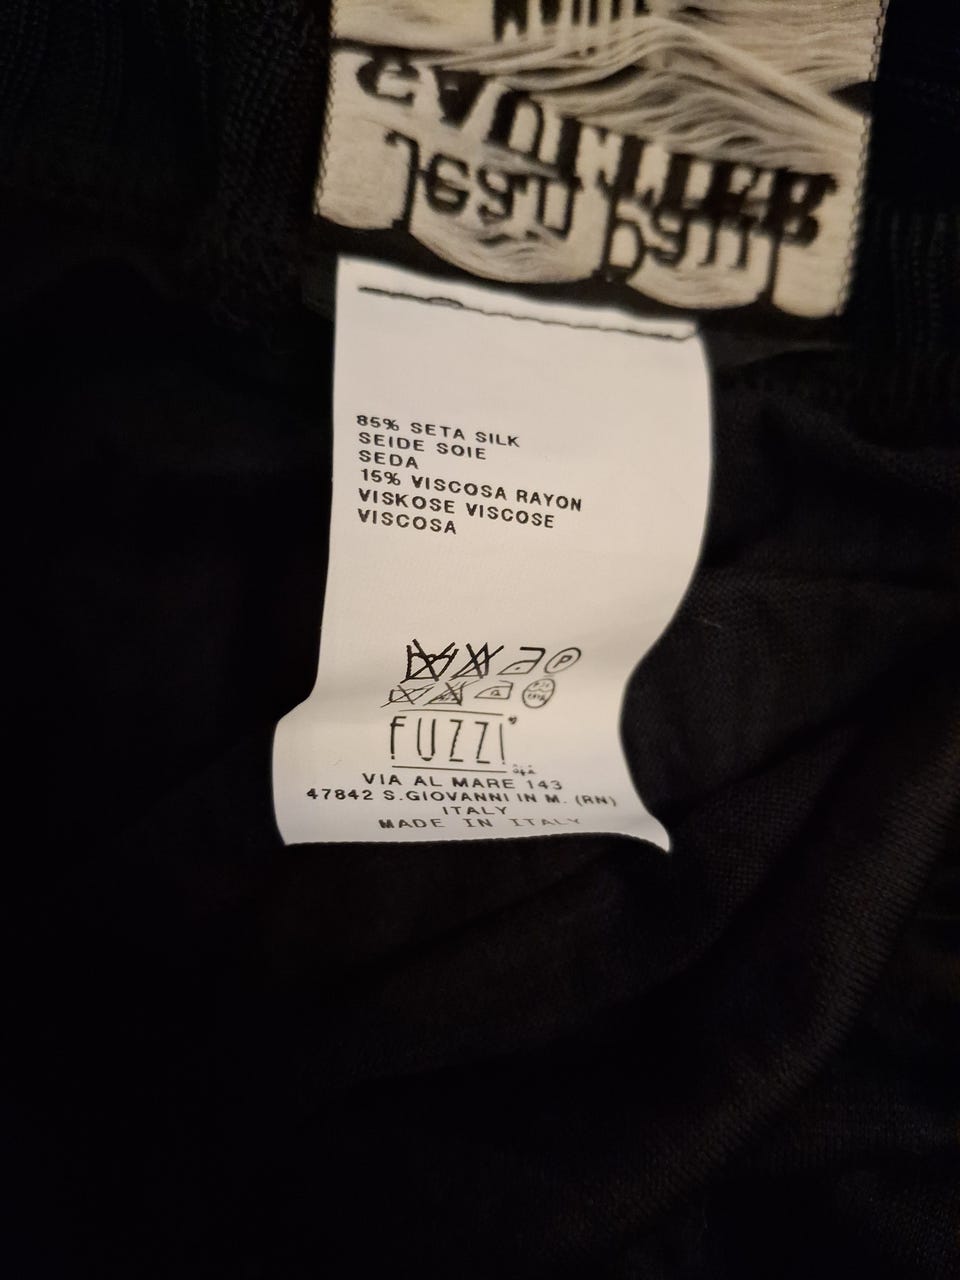 Jean Paul
GAULTIER
85% SETA SILK
SEIDE SOIE
SEDA
15% VISCOSA RAYON
VISKOSE VISCOSE
VISCOSA
P
FUZZI
VIA AL MARE 143
47842 S.GIOVANNI IN M. (RN)
ITALY
MADE IN ITALY